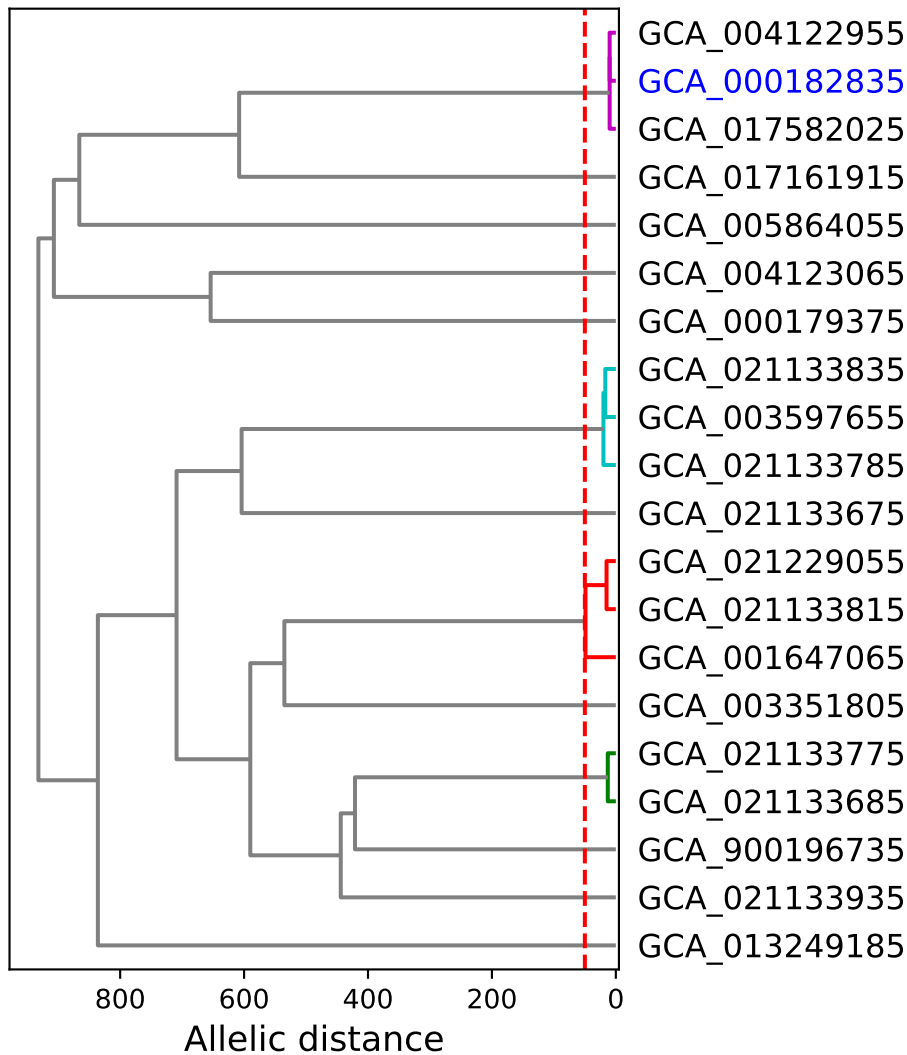 GCA_004122955
GCA_000182835
GCA_017582025
GCA_017161915
GCA_005864055
GCA_004123065
GCA_000179375
GCA_021133835
GCA_003597655
GCA_021133785
GCA_021133675
GCA_021229055
GCA_021133815
GCA_001647065
GCA_003351805
GCA_021133775
GCA_021133685
GCA_900196735
GCA_021133935
GCA_013249185
800 600 400 200 0
Allelic distance